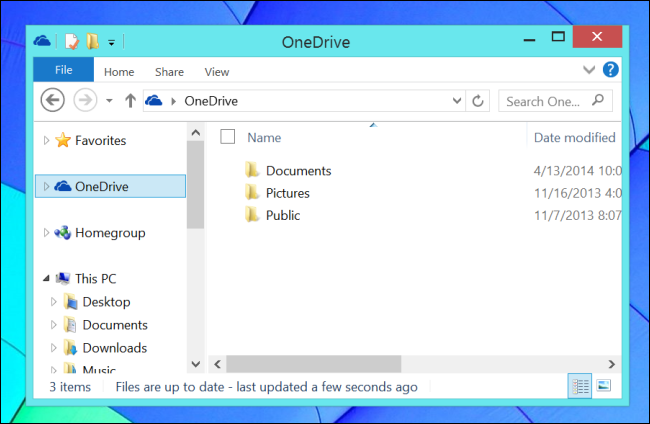 OneDrive
File Home Share View
OneDrive
Search One...
Favorites
OneDrive
Homegroup
This PC
Desktop
Documents
Downloads
Music
Name Date modified
Documents 4/13/2014 10:0
Pictures 11/16/2013 4:0
Public 11/7/2013 8:07
3 items Files are up to date - last updated a few seconds ago